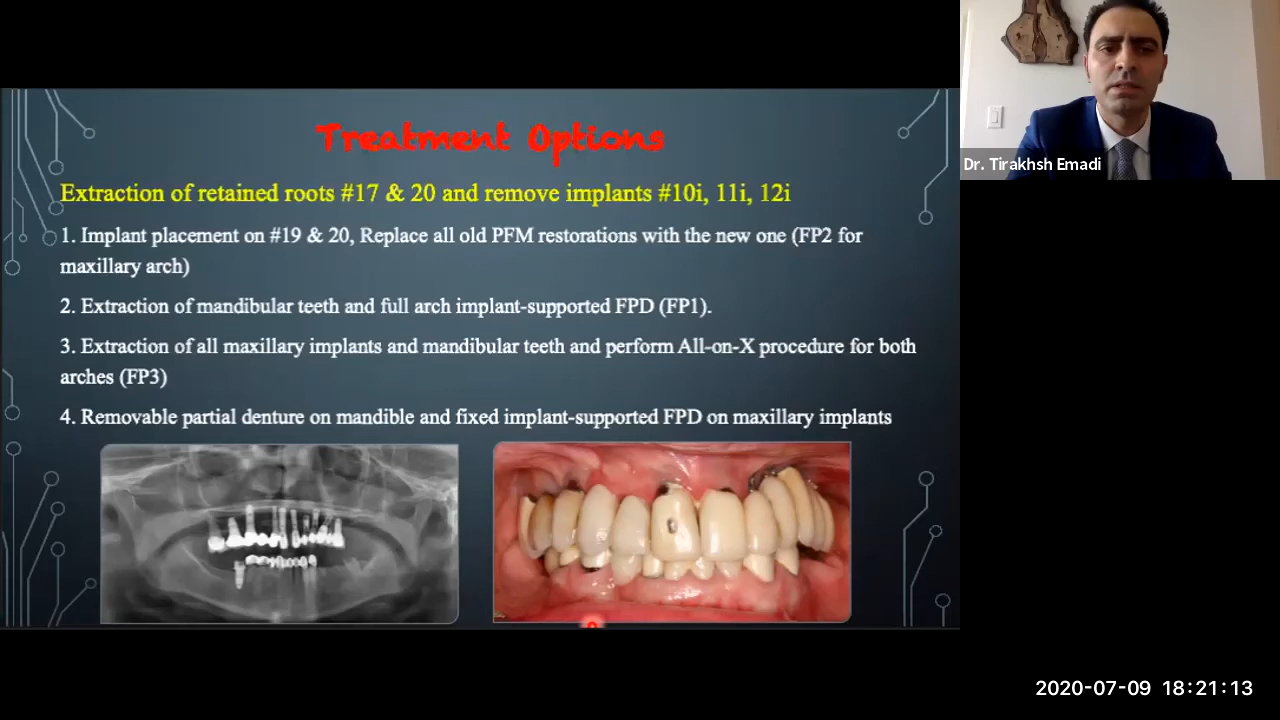 Treatment Options
Extraction of retained roots #17 & 20 and remove implants #10i, 11i, 12i
1. Implant placement on #19 & 20, Replace all old PFM restorations with the new one (FP2 for
maxillary arch)
2. Extraction of mandibular teeth and full arch implant-supported FPD (FP1).
3. Extraction of all maxillary implants and mandibular teeth and perform All-on-X procedure for both
arches (FP3)
4. Removable partial denture on mandible and fixed implant-supported FPD on maxillary implants
Dr. Tirakhsh Emadi
2020-07-09 18:21:13